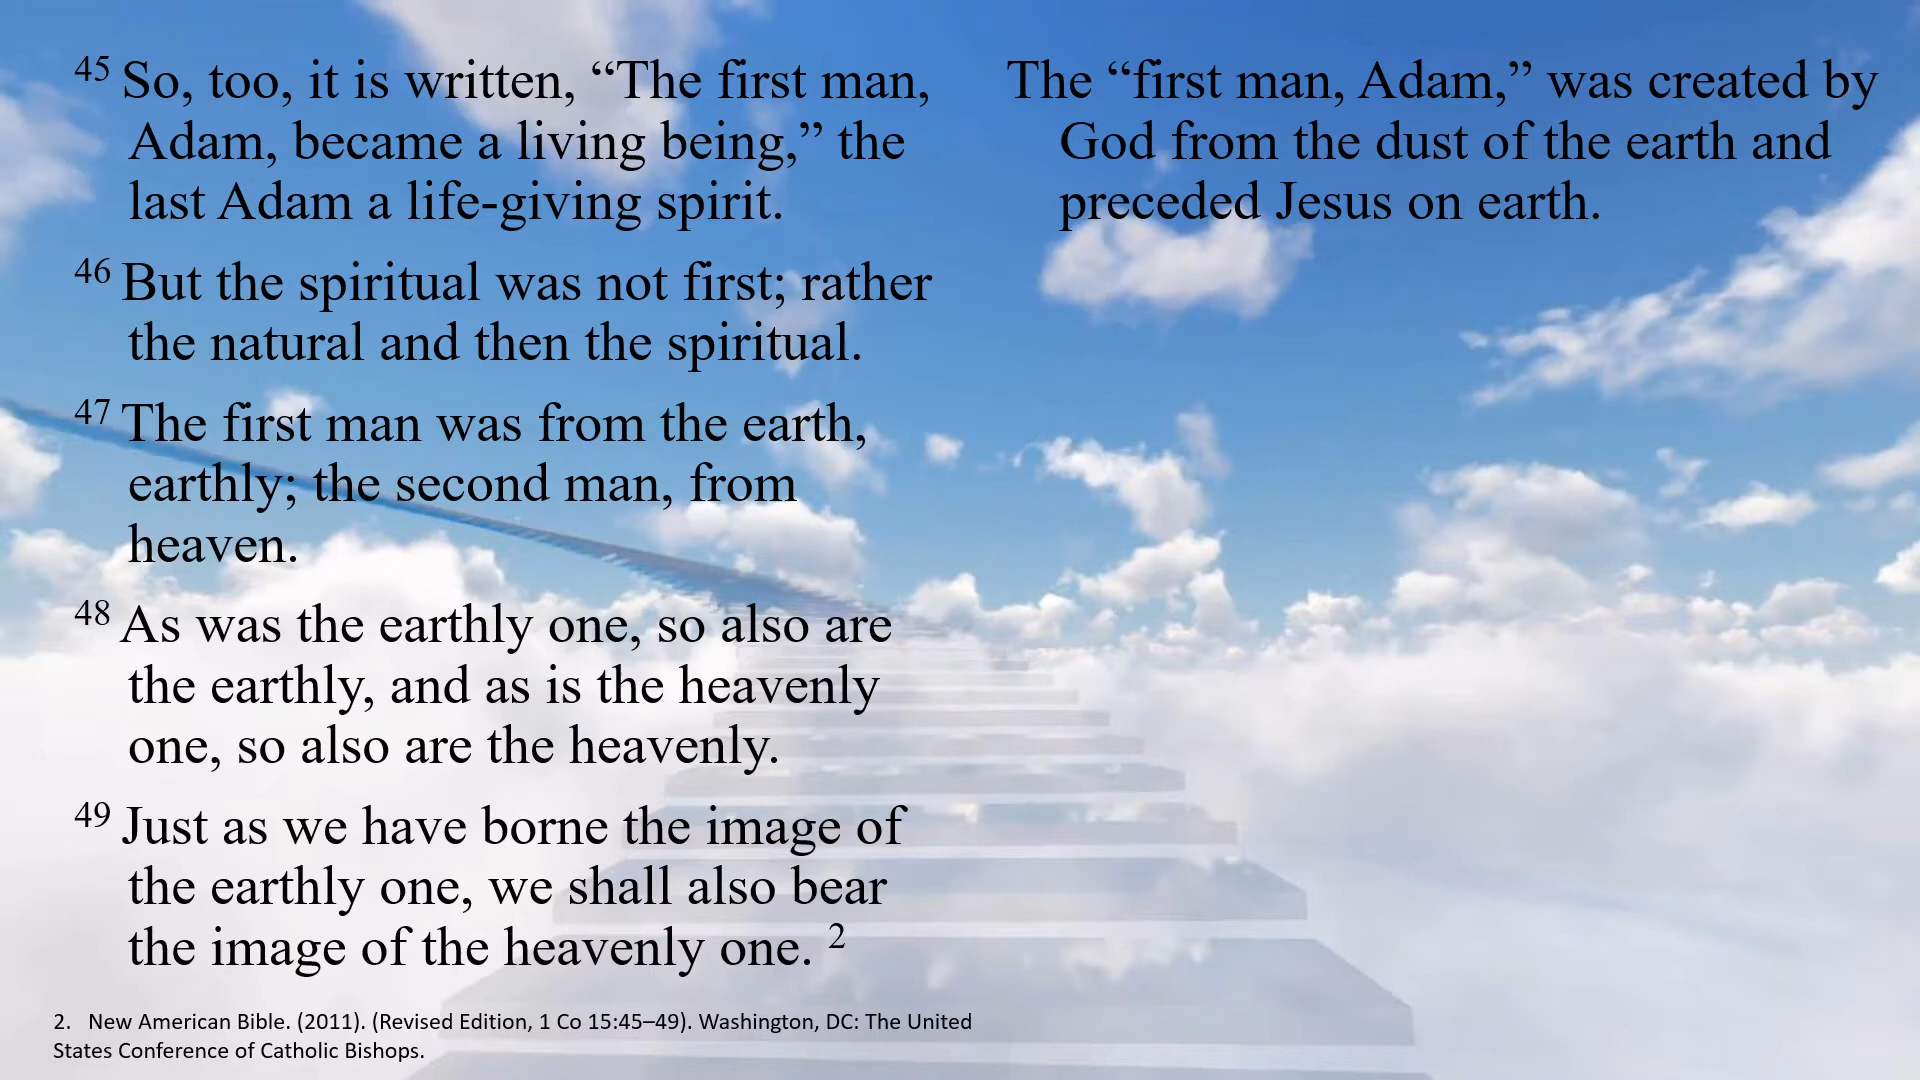 45 So, too, it is written, “The first man,
Adam, became a living being,” the
last Adam a life-giving spirit.
46 But the spiritual was not first; rather
the natural and then the spiritual.
47 The first man was from the earth,
earthly; the second man, from
heaven.
48 As was the earthly one, so also are
the earthly, and as is the heavenly
one, so also are the heavenly.
49 Just as we have borne the image of
the earthly one, we shall also bear
the image of the heavenly one. 2
2. New American Bible. (2011). (Revised Edition, 1 Co 15:45–49). Washington, DC: The United
States Conference of Catholic Bishops.
The “first man, Adam,” was created by
God from the dust of the earth and
preceded Jesus on earth.